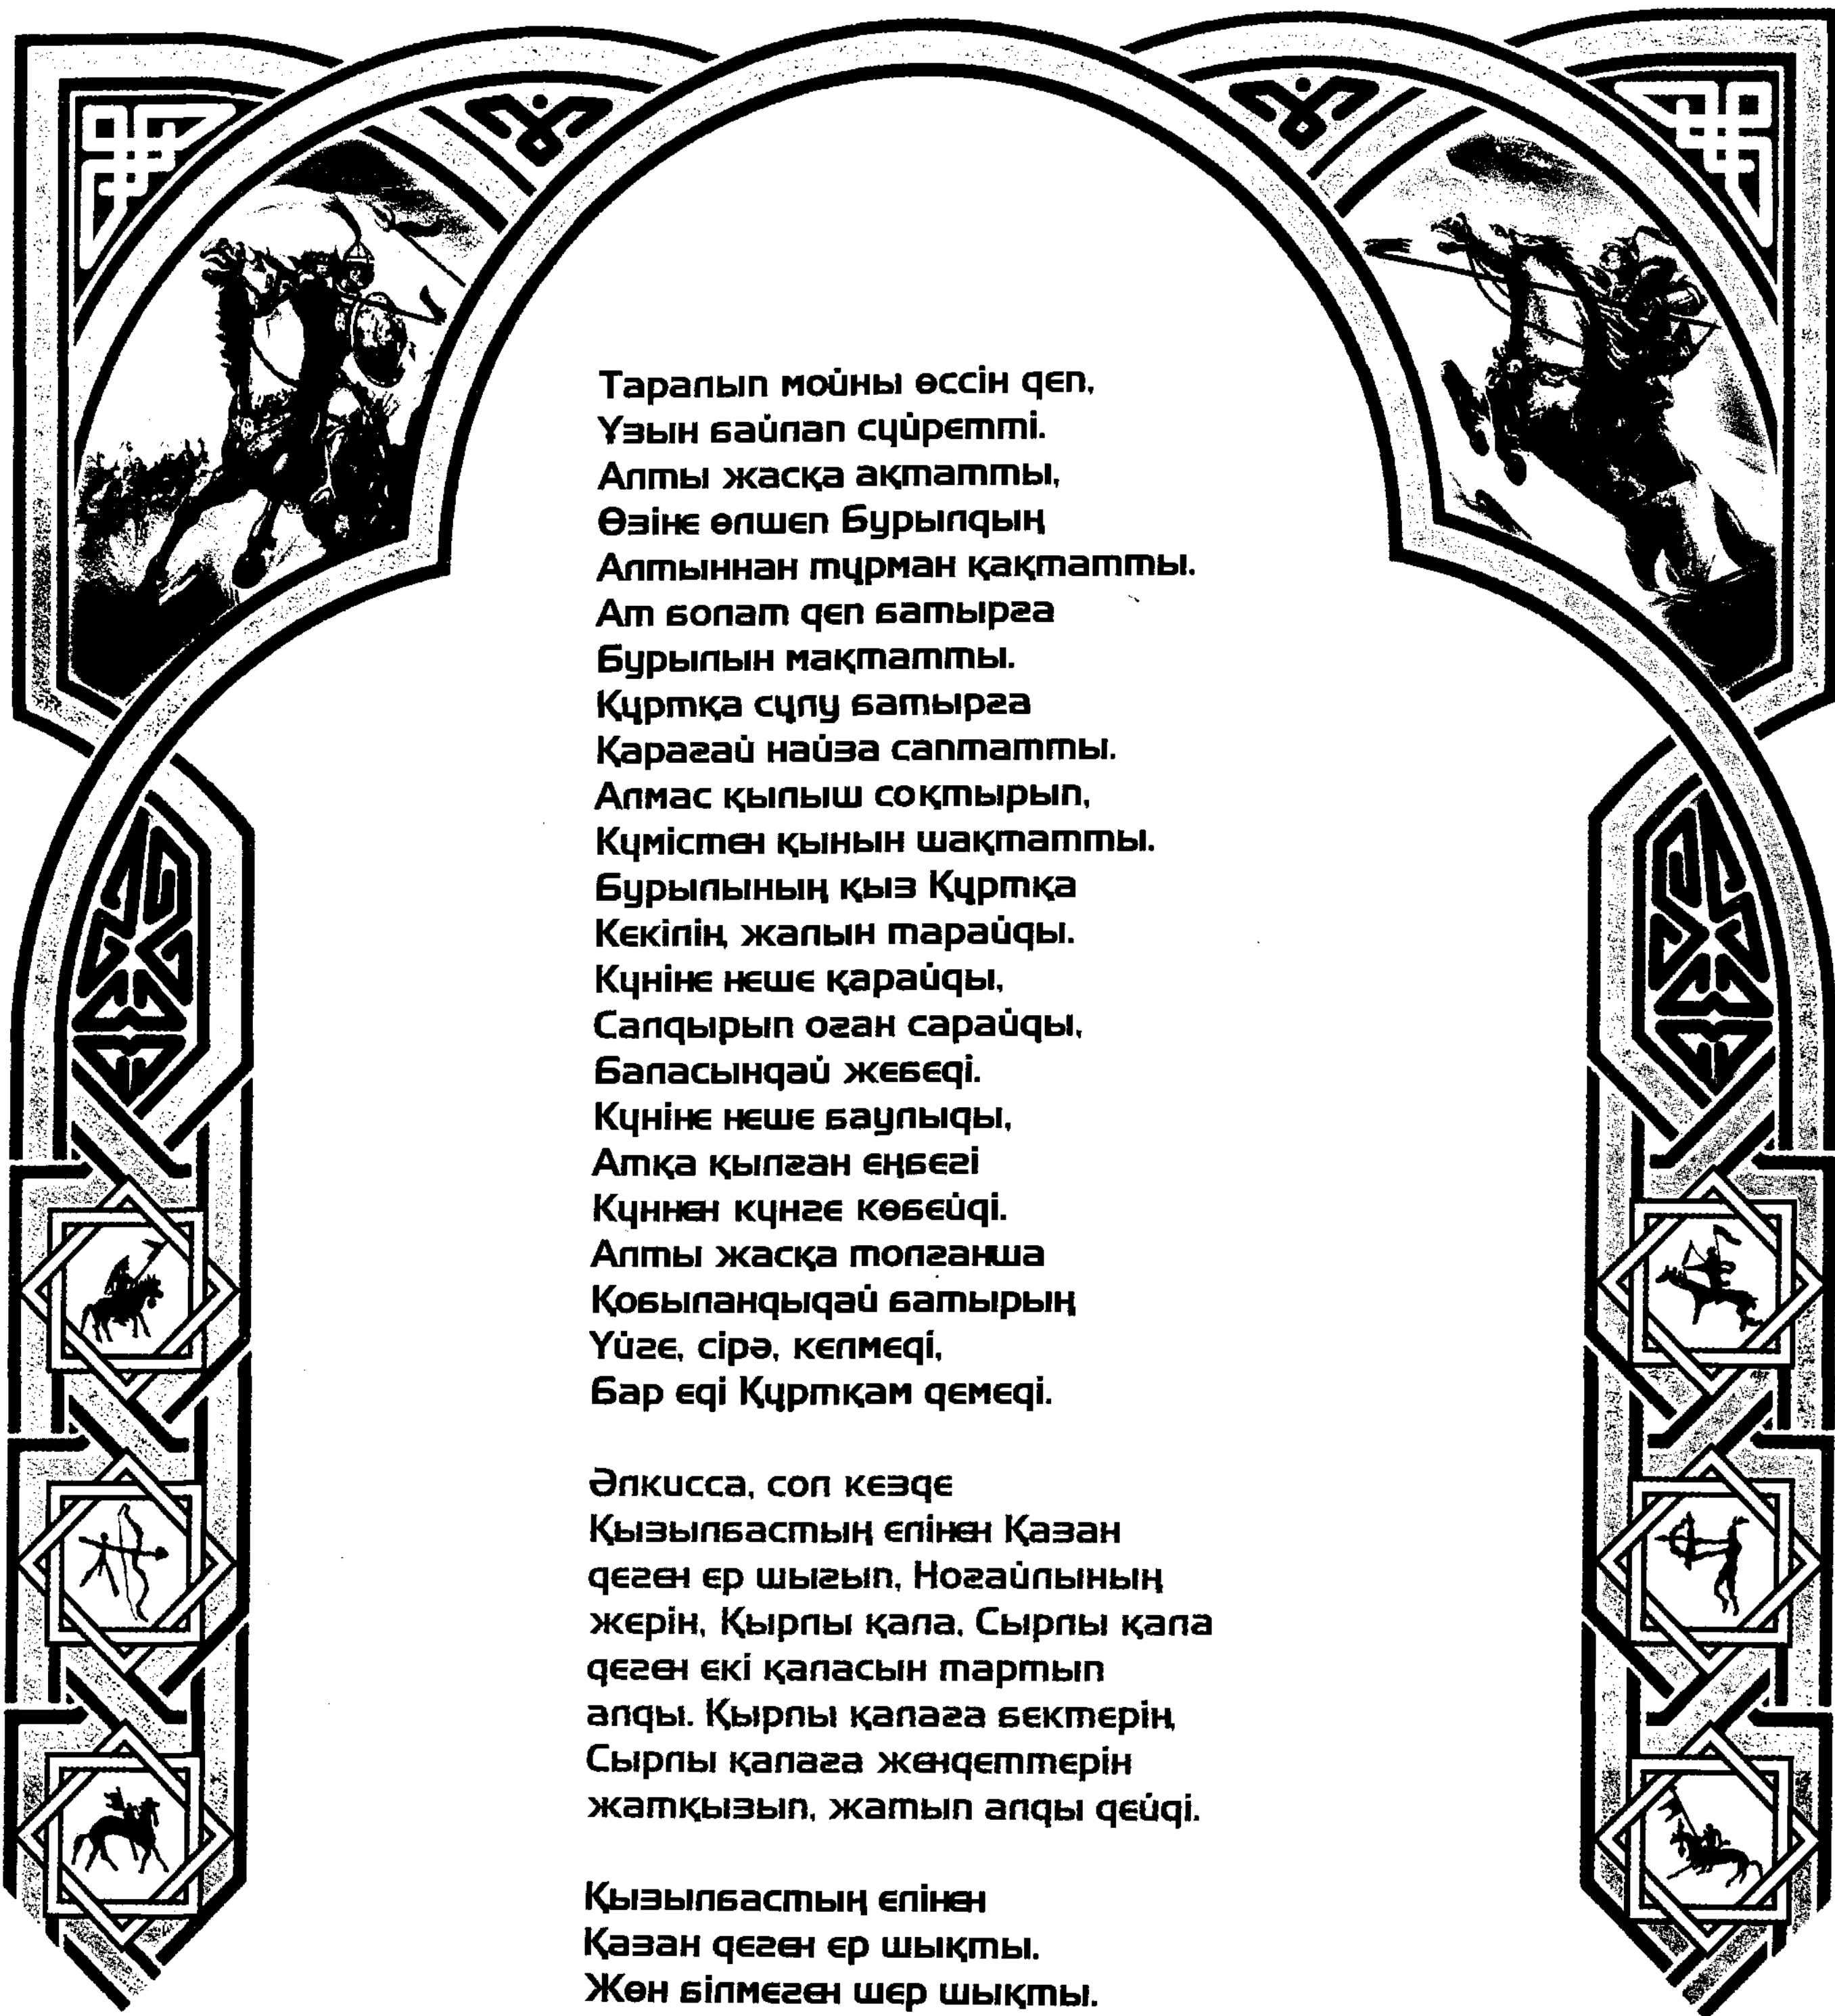 Таралып мойны өссін деп,
Ұзын байлап сүйретті.
Алты жасқа ақтатты,
Өзіне өлшеп Бурылдың
Алтыннан тұрман қақтатты.
Ат болат деп батырға
Бурылын мақтатты.
Құртқа сұлу батырға
Қарағай найза саптатты.
Алмас қылыш соқтырып,
Күмістен қынын шақтатты.
Бурылының қыз Құртқа
Кекілін, жалын тарайды.
Күніне неше қарайды,
Салдырып оған сарайды,
Баласындай жебеді.
Күніне неше баулыды,
Атқа қылған еңбегі
Күннен күнге көбейді.
Алты жасқа толғанша
Қобыландыдай батырың
Үйге, сірә, келмеді,
Бар еді Құртқам демеді.
Әлкисса, сол кезде
Қызылбастың елінен Қазан
деген ер шығып, Ноғайлының
жерін, Қырлы қала, Сырлы қала
деген екі қаласын тартып
алды. Қырлы қалаға бектерін,
Сырлы қалаға жендеттерін
жатқызып, жатып алды дейді.
Қызылбастың елінен
Қазан деген ер шықты.
Жөн білмеген шер шықты.